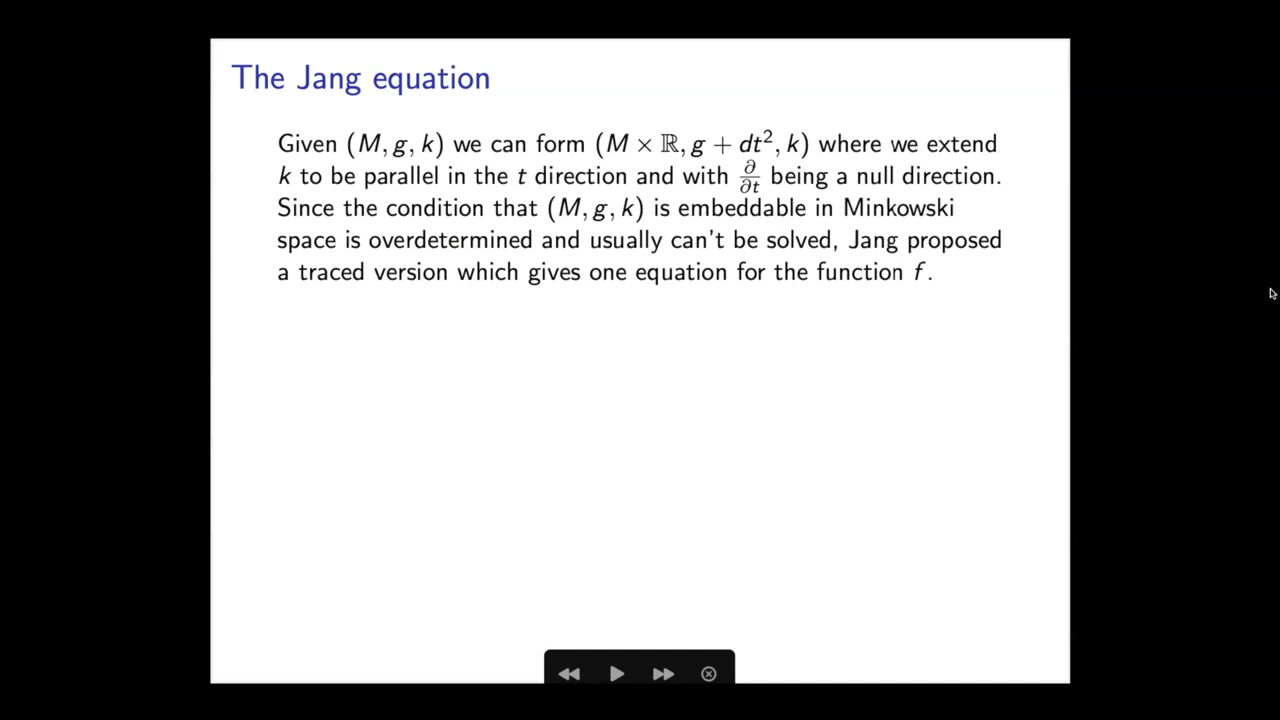 The Jang equation
Given (M, g, k) we can form (M × ℝ, g + dt², k) where we extend
k to be parallel in the t direction and with ∂/∂t being a null direction.
Since the condition that (M, g, k) is embeddable in Minkowski
space is overdetermined and usually can't be solved, Jang proposed
a traced version which gives one equation for the function f.